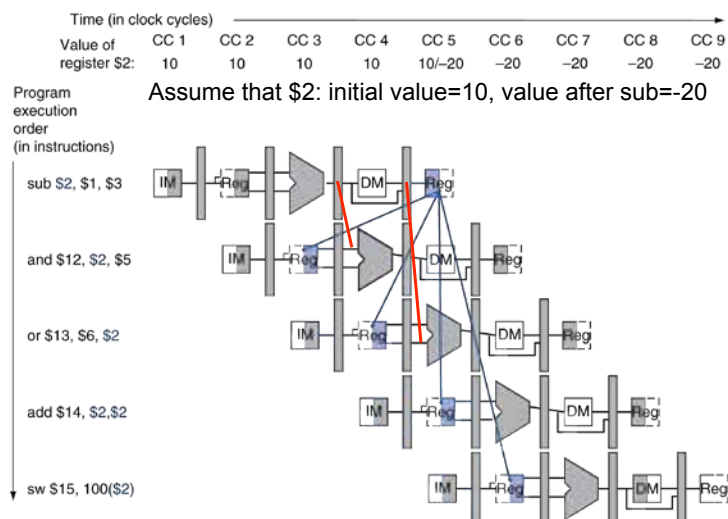 Time (in clock cycles)
Value of register $2:
CC 1 CC 2 CC 3 CC 4 CC 5 CC 6 CC 7 CC 8 CC 9
10 10 10 10 10/–20 –20 –20 –20 –20
Assume that $2: initial value=10, value after sub=-20
Program
execution
order
(in instructions)
sub $2, $1, $3
IM Reg DM Reg
and $12, $2, $5
IM Reg DM Reg
or $13, $6, $2
IM Reg DM Reg
add $14, $2,$2
IM Reg DM Reg
sw $15, 100($2)
IM Reg DM Reg